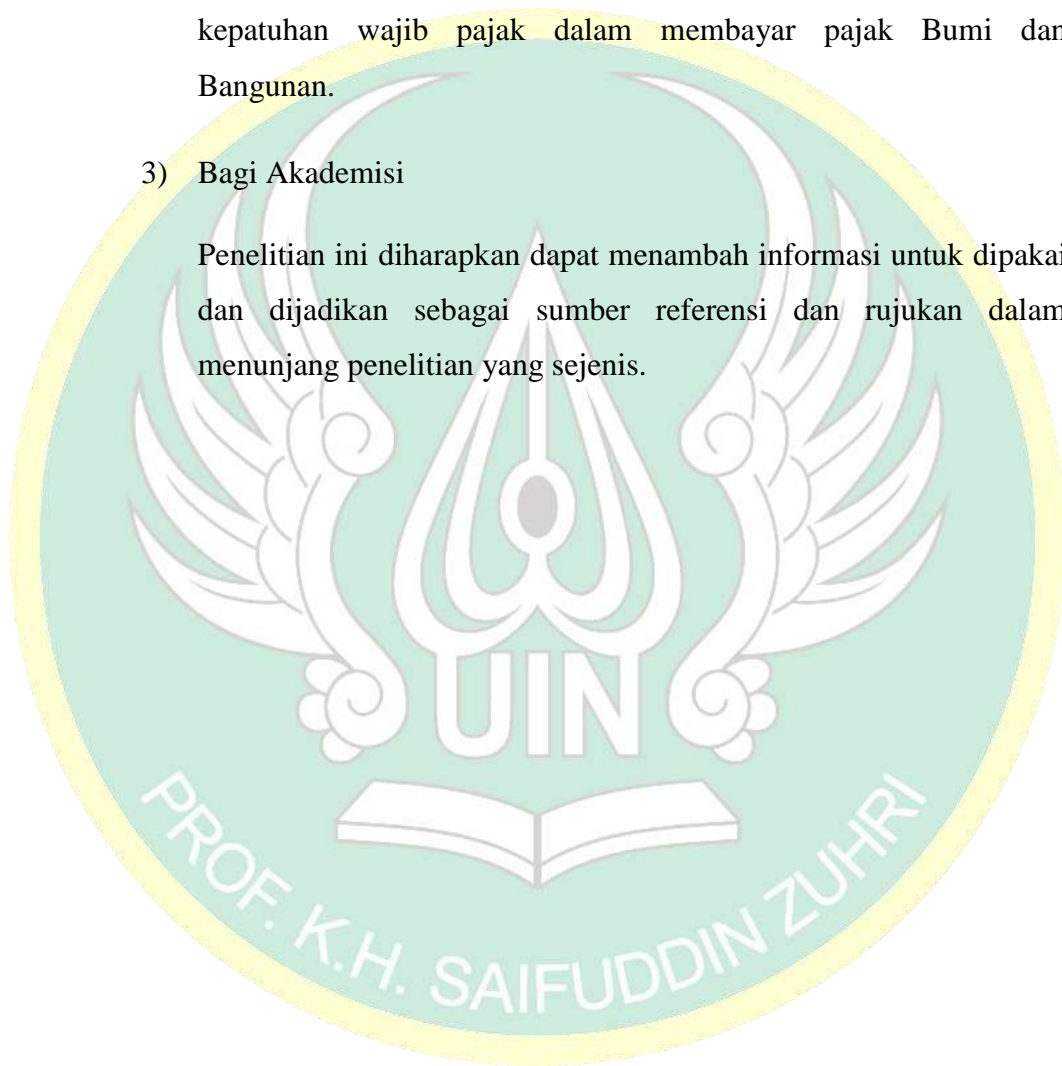 kepatuhan wajib pajak dalam membayar pajak Bumi dan
Bangunan.
3) Bagi Akademisi
Penelitian ini diharapkan dapat menambah informasi untuk dipakai
dan dijadikan sebagai sumber referensi dan rujukan dalam
menunjang penelitian yang sejenis.
UIN
PROF. K.H. SAIFUDDIN ZUHRI